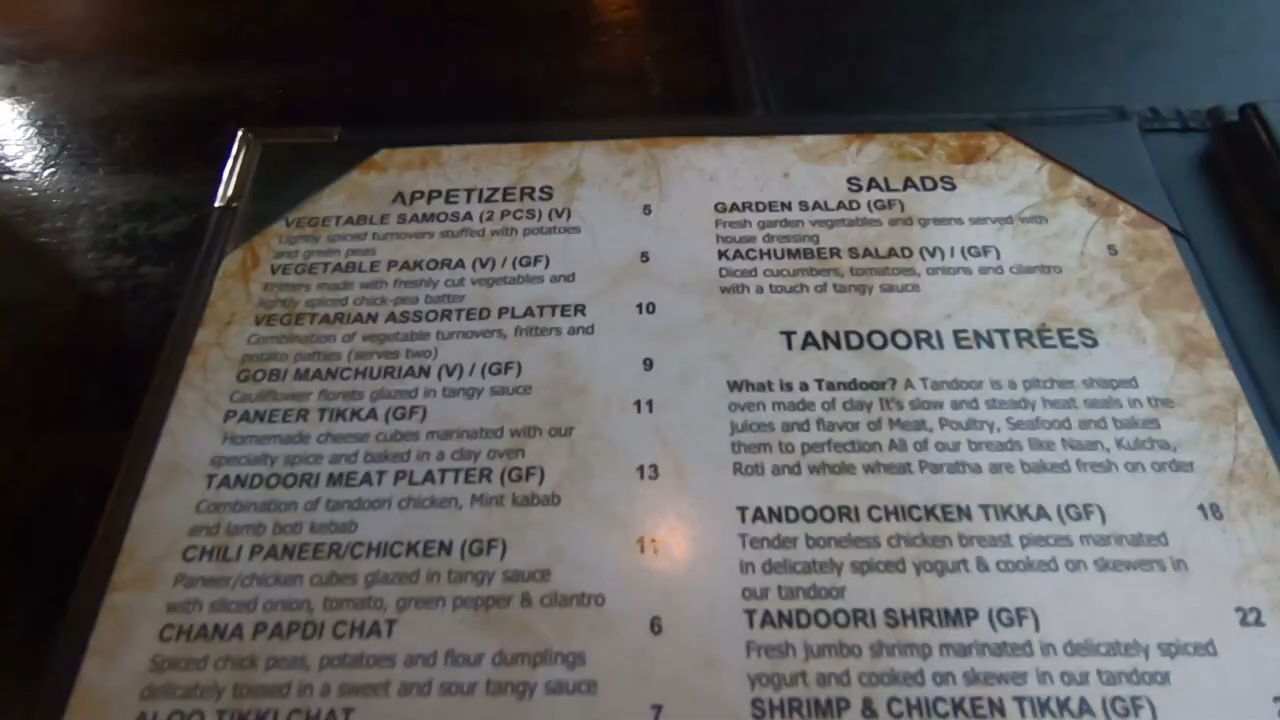 APPETIZERS
VEGETABLE SAMOSA (2 PCS) (V) 5
Lightly spiced turnovers stuffed with potatoes
and green peas
VEGETABLE PAKORA (V) / (GF) 5
Fritters made with freshly cut vegetables and
lightly spiced chick-pea batter
VEGETARIAN ASSORTED PLATTER 10
Combination of vegetable turnovers, fritters and
potato patties (serves two)
GOBI MANCHURIAN (V) / (GF) 9
Cauliflower florets glazed in tangy sauce
PANEER TIKKA (GF) 11
Homemade cheese cubes marinated with our
specialty spice and baked in a clay oven
TANDOORI MEAT PLATTER (GF) 13
Combination of tandoori chicken, Mint kabab
and lamb boti kebab
CHILI PANEER/CHICKEN (GF) 11
Paneer/chicken cubes glazed in tangy sauce
with sliced onion, tomato, green pepper & cilantro
CHANA PAPDI CHAT 6
Spiced chick peas, potatoes and flour dumplings
delicately tossed in a sweet and sour tangy sauce
ALOO TIKKI CHAT 7
SALADS
GARDEN SALAD (GF) 5
Fresh garden vegetables and greens served with
house dressing
KACHUMBER SALAD (V) / (GF) 5
Diced cucumbers, tomatoes, onions and cilantro
with a touch of tangy sauce
TANDOORI ENTRÉES
What is a Tandoor? A Tandoor is a pitcher shaped
oven made of clay It's slow and steady heat seals in the
juices and flavor of Meat, Poultry, Seafood and bakes
them to perfection All of our breads like Naan, Kulcha,
Roti and whole wheat Paratha are baked fresh on order
TANDOORI CHICKEN TIKKA (GF) 18
Tender boneless chicken breast pieces marinated
in delicately spiced yogurt & cooked on skewers in
our tandoor
TANDOORI SHRIMP (GF) 22
Fresh jumbo shrimp marinated in delicately spiced
yogurt and cooked on skewer in our tandoor
SHRIMP & CHICKEN TIKKA (GF)